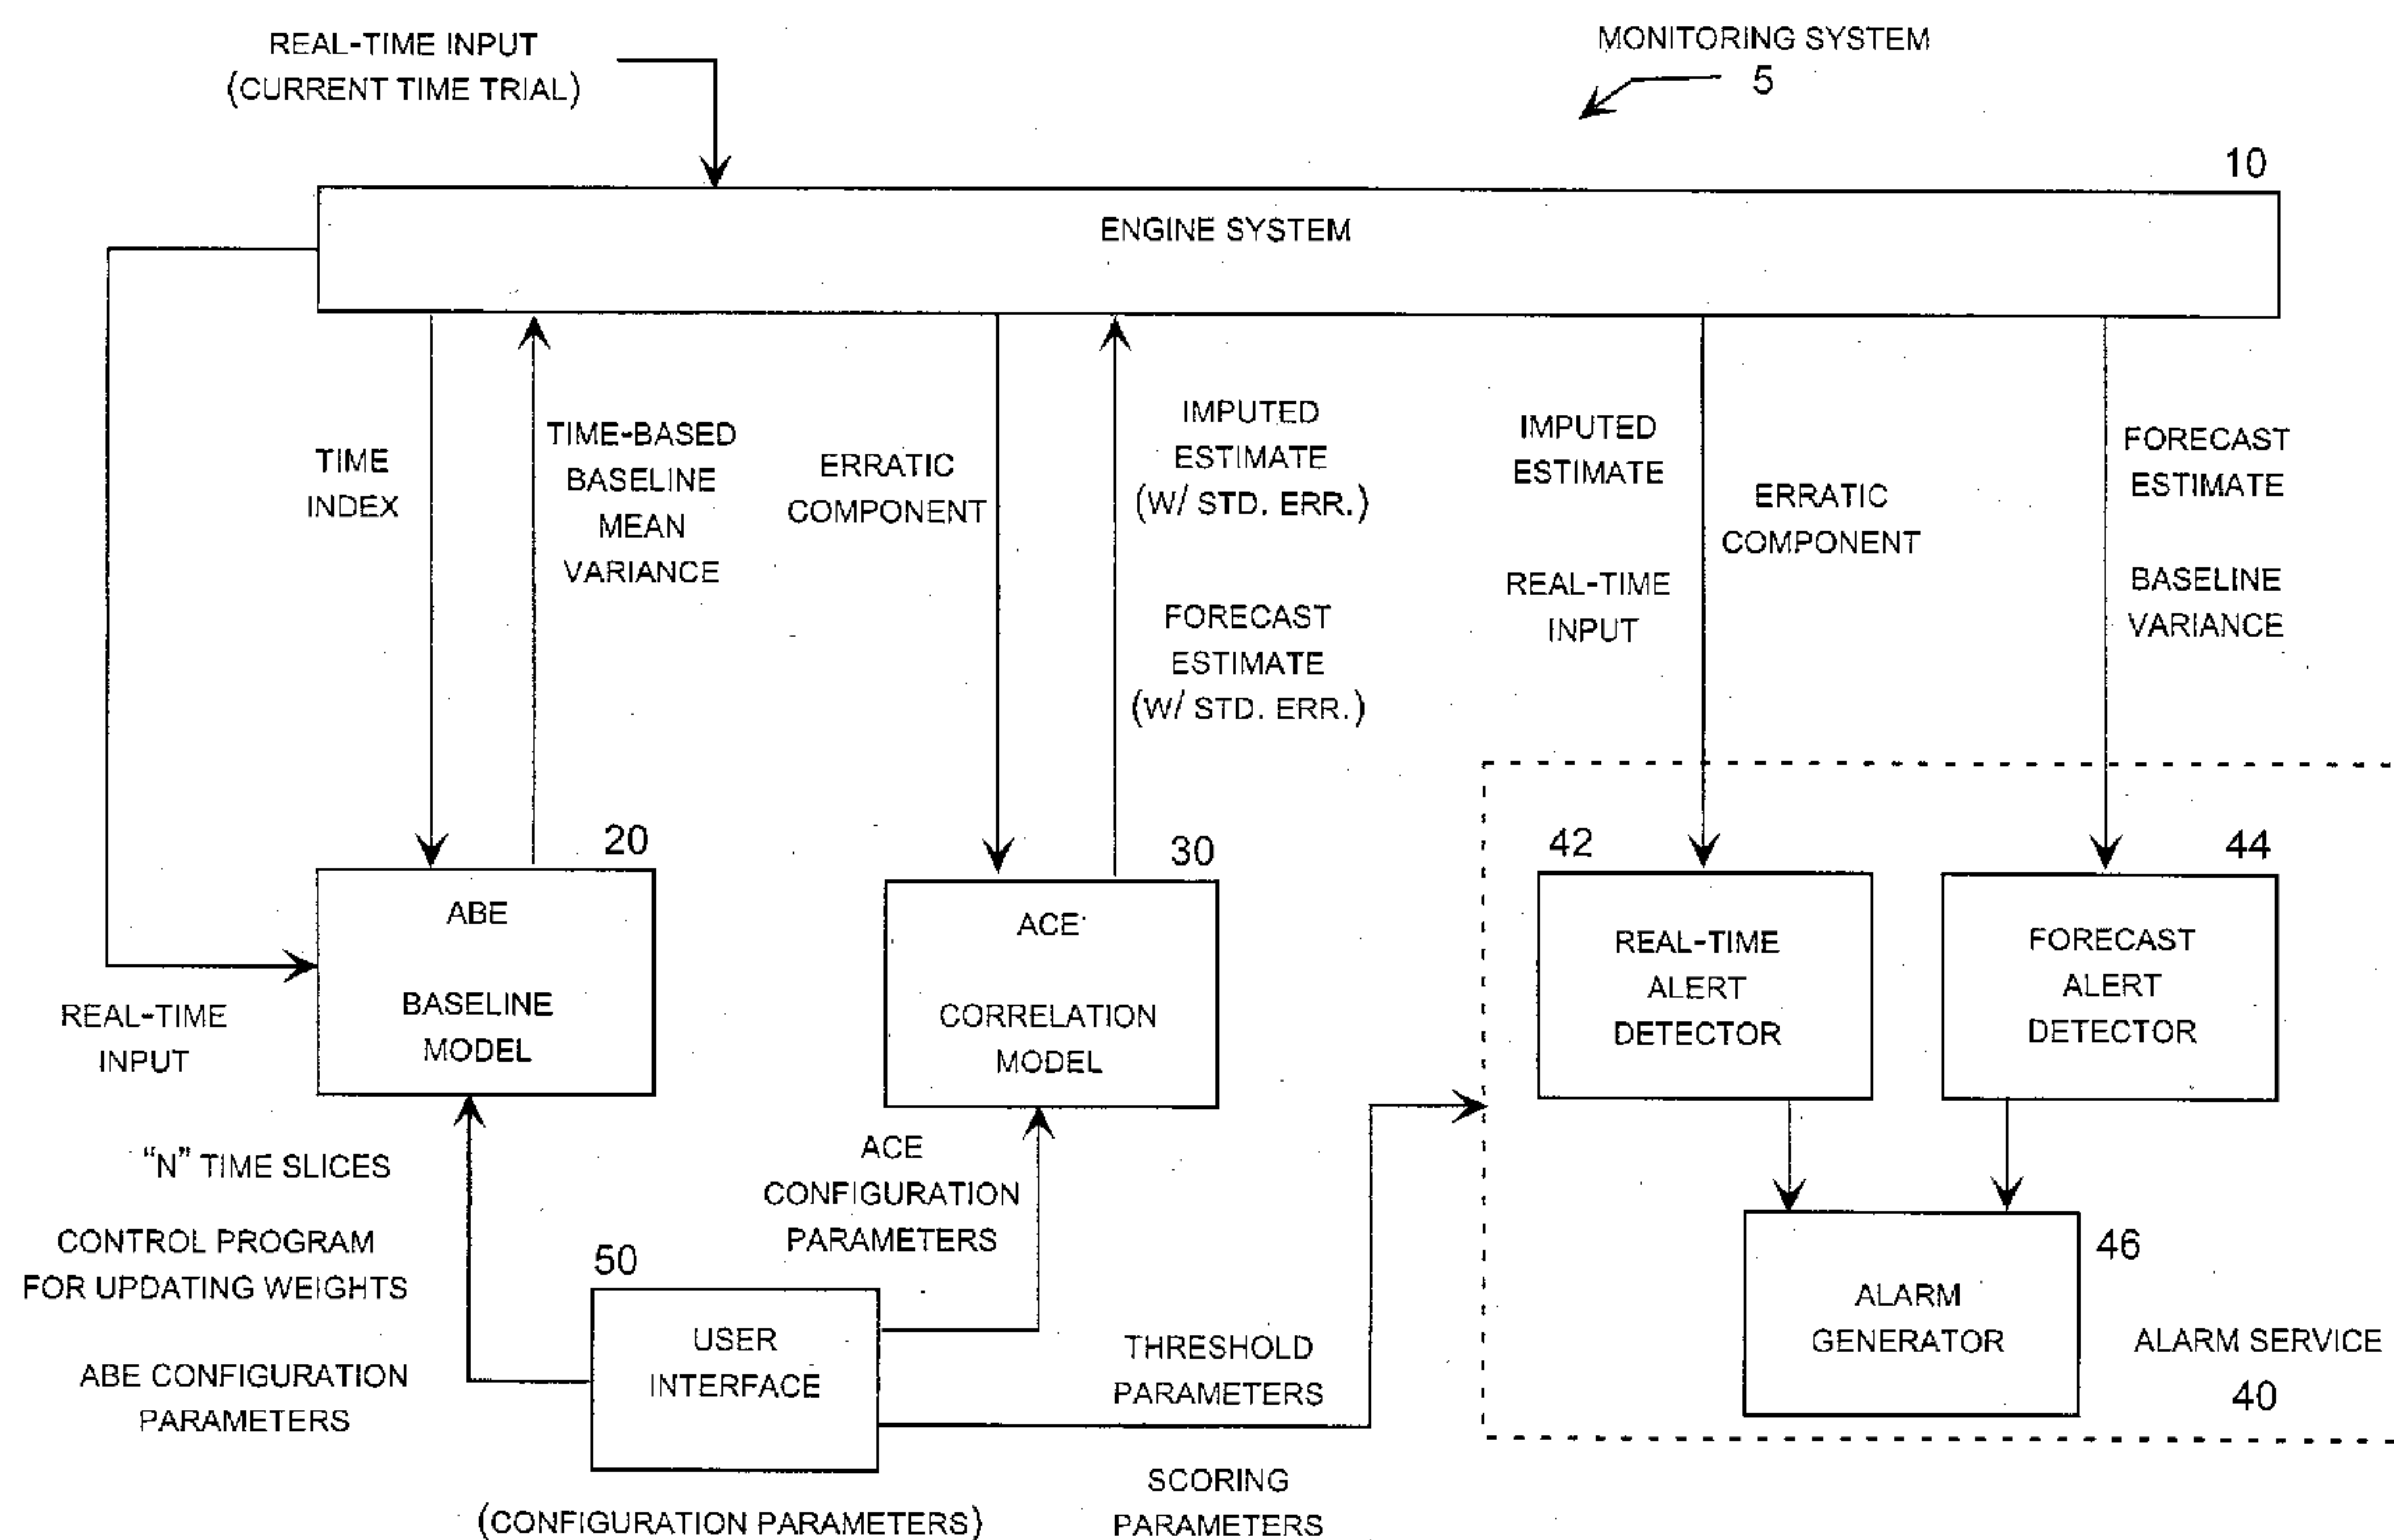 REAL-TIME INPUT
(CURRENT TIME TRIAL)
MONITORING SYSTEM
5
10
ENGINE SYSTEM
TIME
INDEX
TIME-BASED
BASELINE
MEAN
VARIANCE
ERRATIC
COMPONENT
IMPUTED
ESTIMATE
(W/ STD. ERR.)
FORECAST
ESTIMATE
(W/ STD. ERR.)
IMPUTED
ESTIMATE
REAL-TIME
INPUT
ERRATIC
COMPONENT
FORECAST
ESTIMATE
BASELINE
VARIANCE
20
ABE
BASELINE
MODEL
30
ACE
CORRELATION
MODEL
42
REAL-TIME
ALERT
DETECTOR
44
FORECAST
ALERT
DETECTOR
REAL-TIME
INPUT
"N" TIME SLICES
CONTROL PROGRAM
FOR UPDATING WEIGHTS
ABE CONFIGURATION
PARAMETERS
ACE
CONFIGURATION
PARAMETERS
50
USER
INTERFACE
(CONFIGURATION PARAMETERS)
THRESHOLD
PARAMETERS
SCORING
PARAMETERS
46
ALARM
GENERATOR
ALARM SERVICE
40